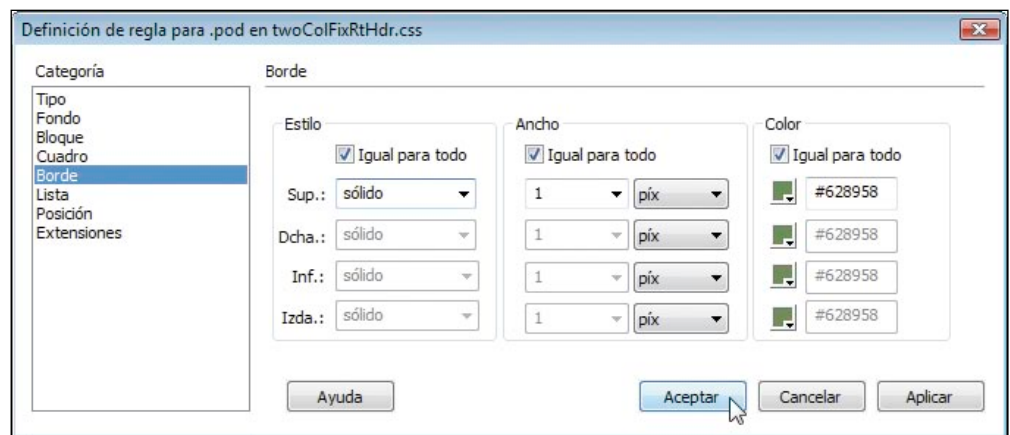 Definición de regla para .pod en twoColFixRtHdr.css
Categoría
Tipo
Fondo
Bloque
Cuadro
Borde
Lista
Posición
Extensiones
Borde
Estilo Ancho Color
Igual para todo Igual para todo Igual para todo
Sup.: sólido 1 píx #628958
Dcha.: sólido 1 píx #628958
Inf.: sólido 1 píx #628958
Izda.: sólido 1 píx #628958
Ayuda Aceptar Cancelar Aplicar